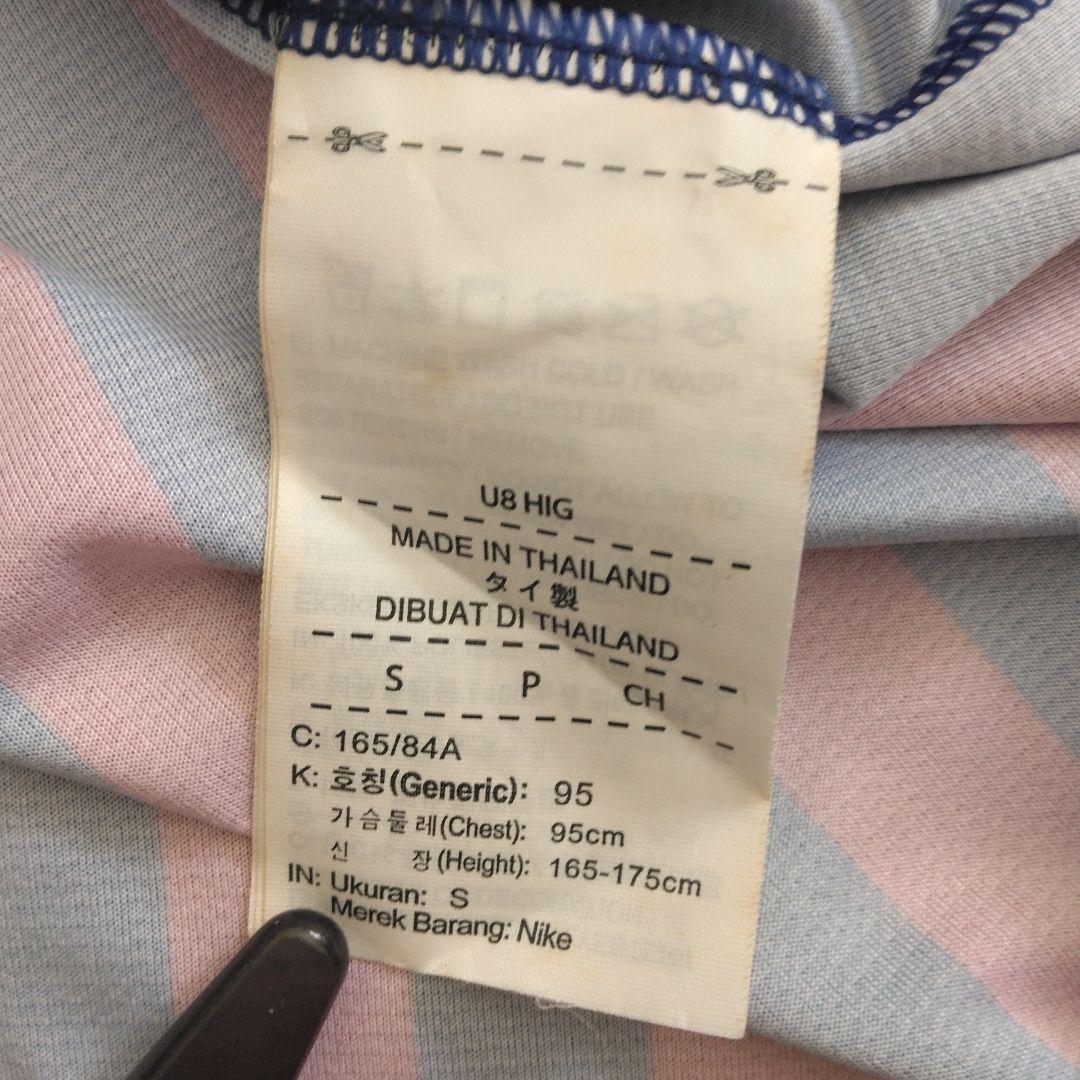 U8 HIG
MADE IN THAILAND
タイ製
DIBUAT DI THAILAND
S P CH
C: 165/84A
K: 호칭(Generic): 95
가슴둘레(Chest): 95cm
신 장(Height): 165-175cm
IN: Ukuran: S
Merek Barang: Nike